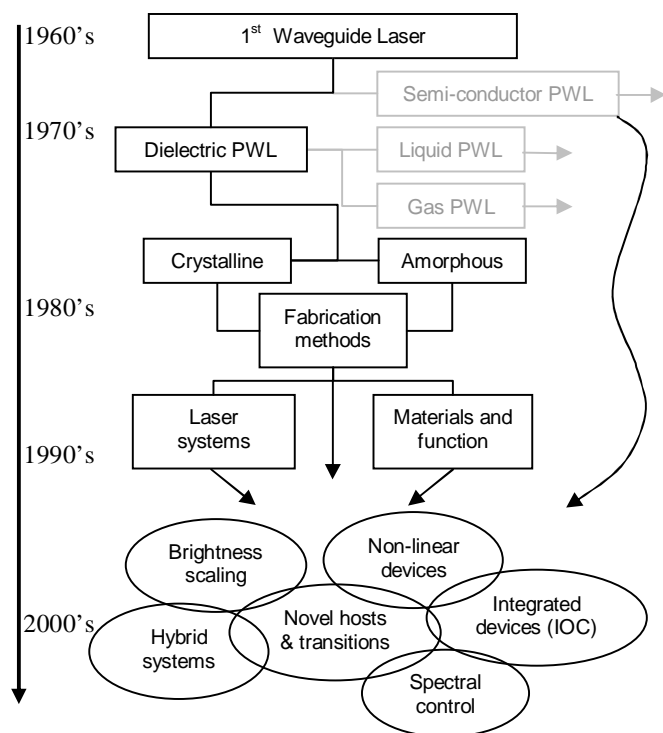 1960's
1st Waveguide Laser
Semi-conductor PWL
1970's
Dielectric PWL
Liquid PWL
Gas PWL
Crystalline
Amorphous
1980's
Fabrication
methods
Laser
systems
Materials and
function
1990's
Brightness
scaling
Non-linear
devices
2000's
Hybrid
systems
Novel hosts
& transitions
Integrated
devices (IOC)
Spectral
control